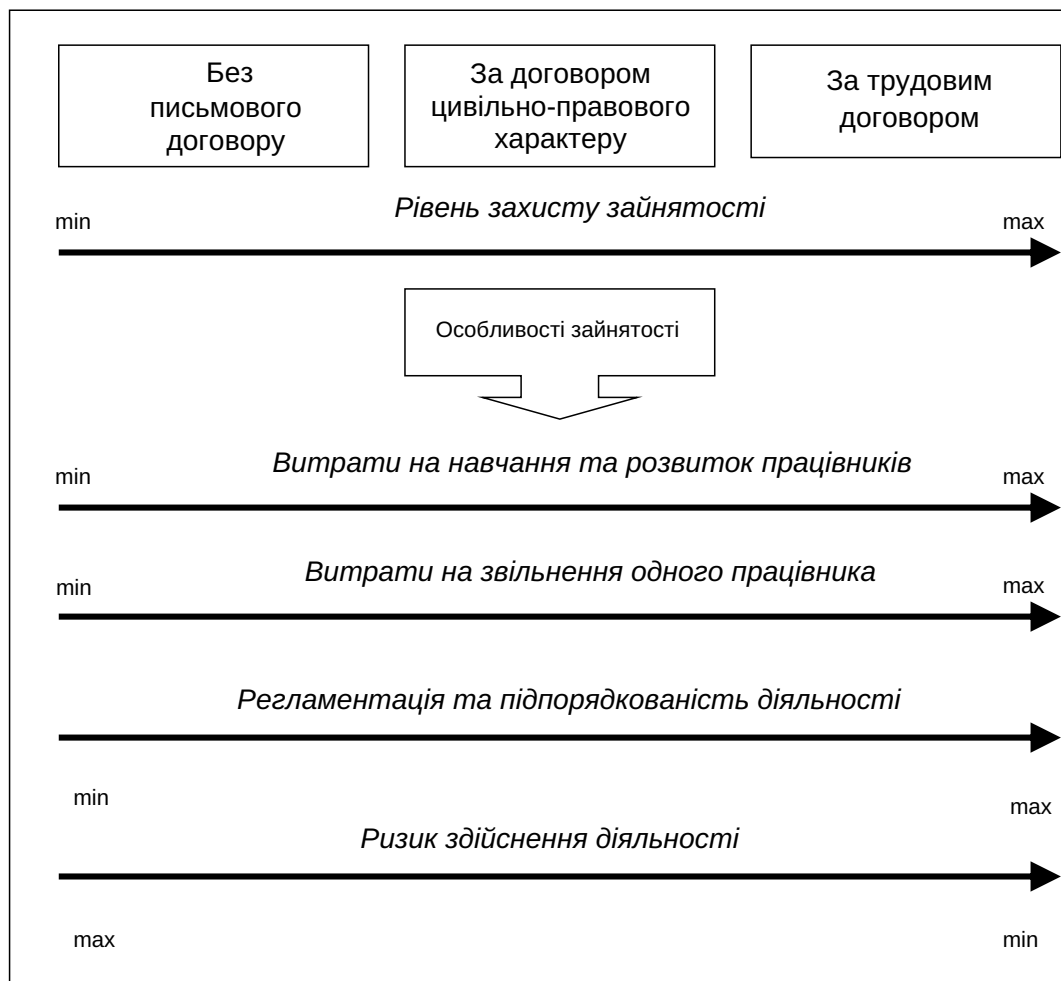 Без
письмового
договору
За договором
цивільно-правового
характеру
За трудовим
договором
Рівень захисту зайнятості
min
max
Особливості зайнятості
Витрати на навчання та розвиток працівників
min
max
Витрати на звільнення одного працівника
min
max
Регламентація та підпорядкованість діяльності
min
max
Ризик здійснення діяльності
max
min